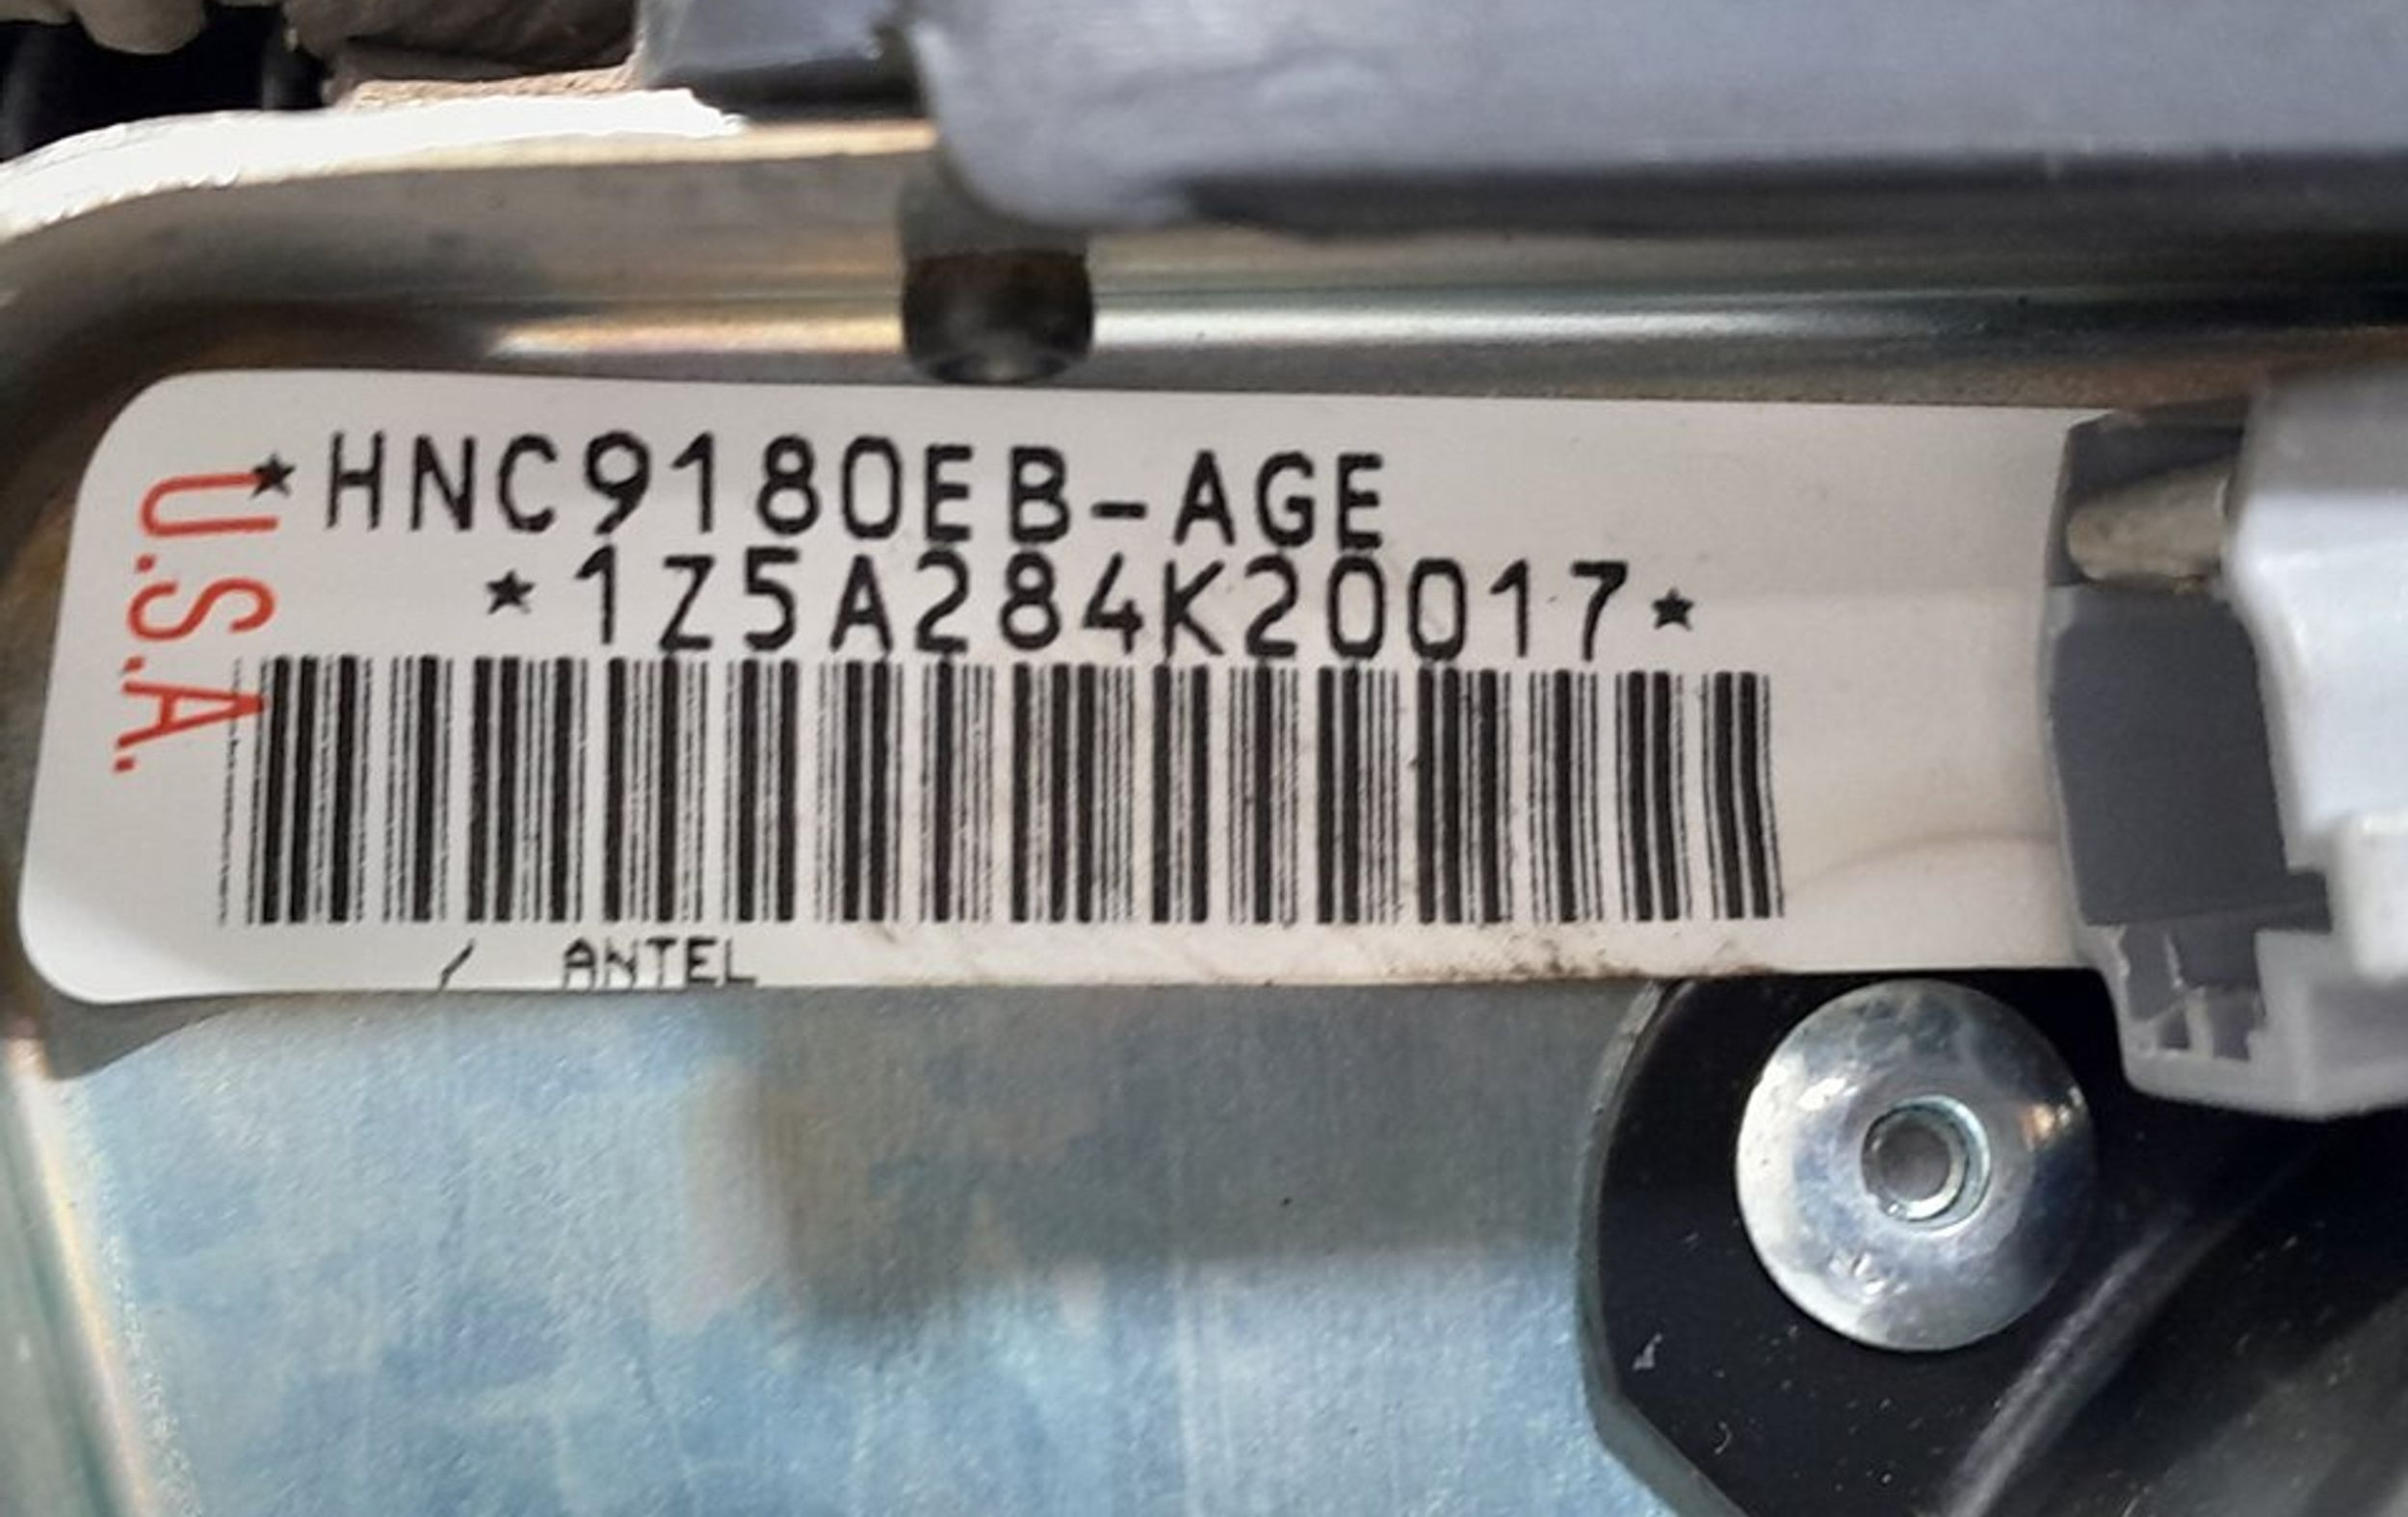 U.S.A.
★HNC9180EB-AGE
★1Z5A284K20017★
/ ANTEL